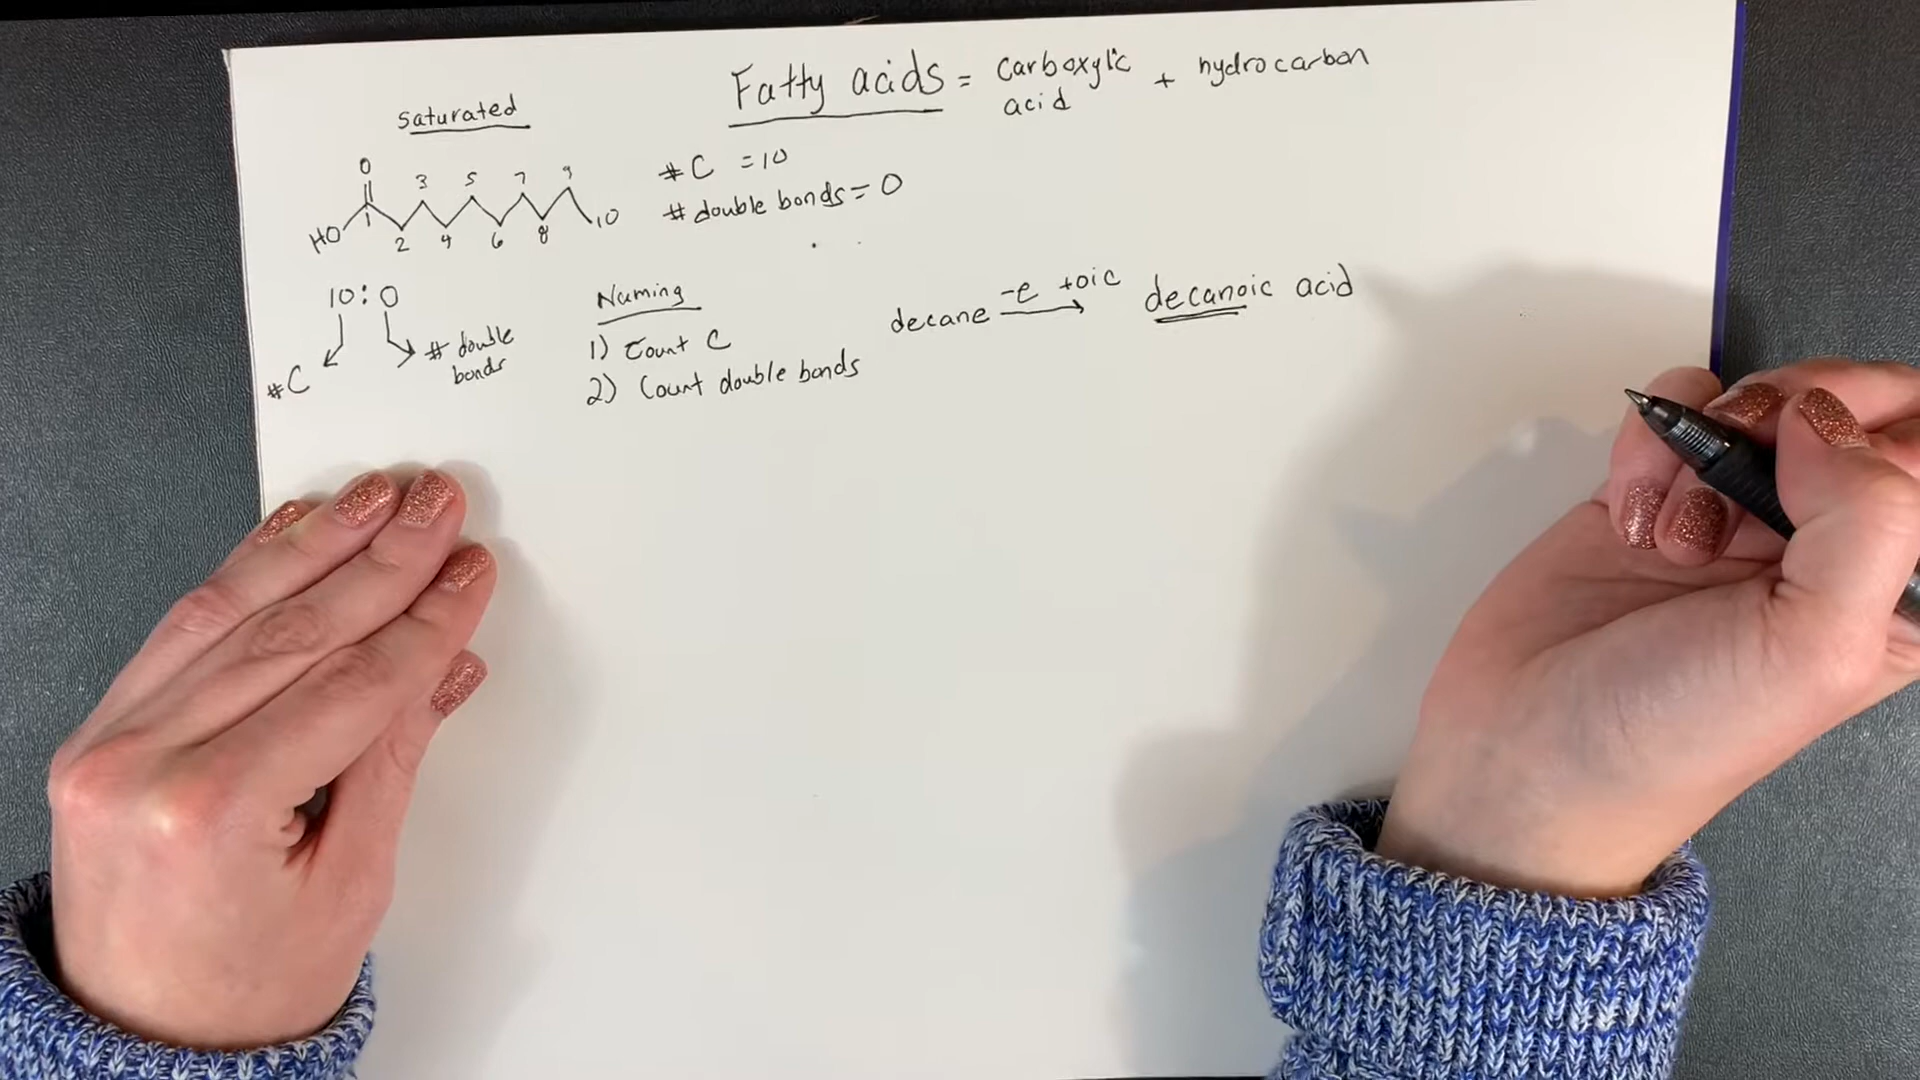 Fatty acids = carboxylic acid + hydrocarbon
Saturated
O
HO 1 2 3 4 5 6 7 8 9 10
#C = 10
# double bonds = 0
10:0
#C
# double bonds
Naming
1) Count C
2) Count double bonds
decane -e +oic decanoic acid